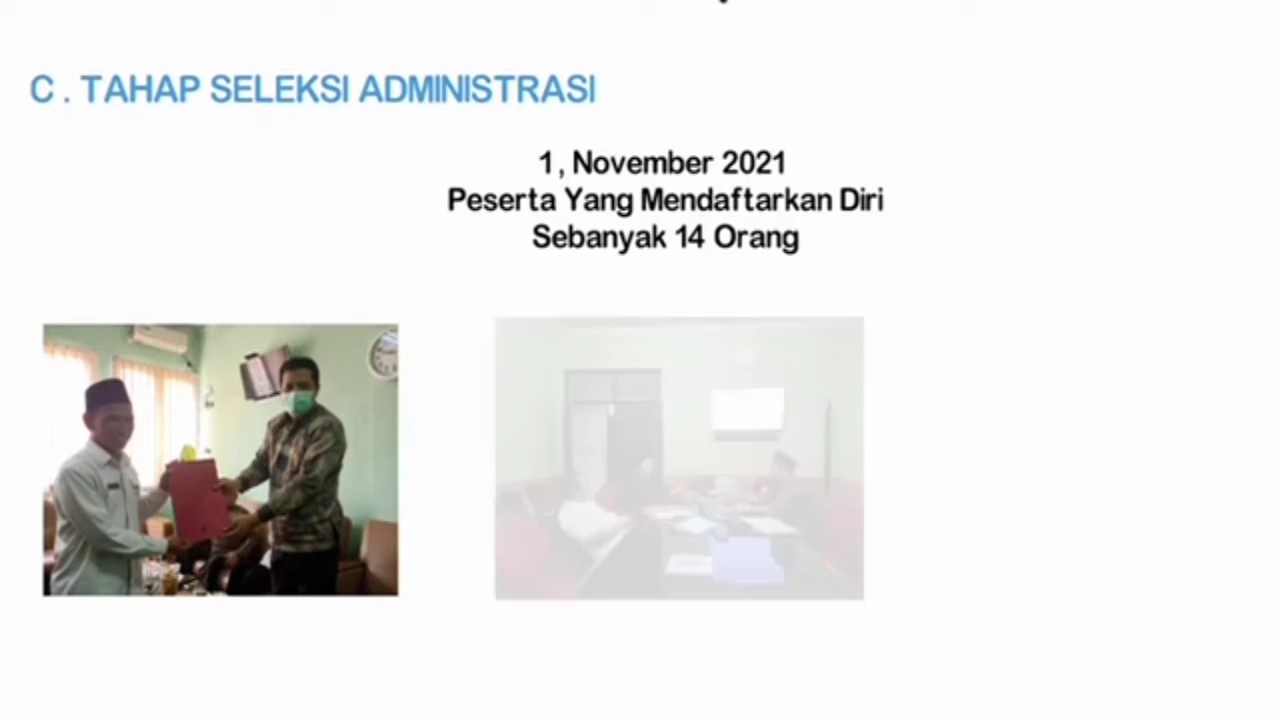 C . TAHAP SELEKSI ADMINISTRASI
1, November 2021
Peserta Yang Mendaftarkan Diri
Sebanyak 14 Orang